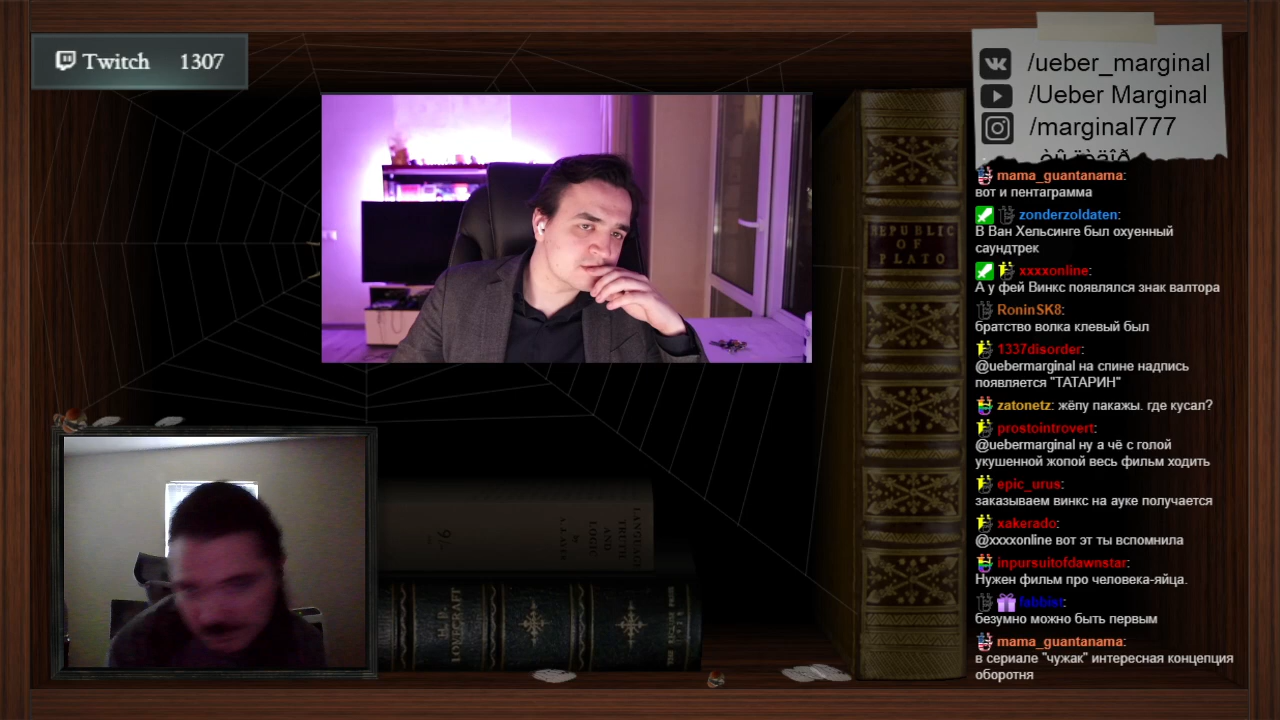 Twitch 1307
/ueber_marginal
/Ueber Marginal
/marginal777
REPUBLIC
OF
PLATO
mama_guantanama:
вот и пентаграмма
zonderzoldaten:
В Ван Хельсинге был охуенный
саундтрек
xxxxonline:
А у фей Винкс появлялся знак валтора
RoninSK8:
братство волка клевый был
1337disorder:
@uebermarginal на спине надпись
появляется "ТАТАРИН"
zatonetz: жёпу пакажы. где кусал?
prostointrovert:
@uebermarginal ну а чё с голой
укушенной жопой весь фильм ходить
epic_urus:
заказываем винкс на ауке получается
xakerado:
@xxxxonline вот эт ты вспомнила
inpursuitofdawnstar:
Нужен фильм про человека-яйца.
fabbist:
безумно можно быть первым
mama_guantanama:
в сериале "чужак" интересная концепция
оборотня
LANGUAGE
TRUTH
AND
LOGIC
H.P.
LOVECRAFT